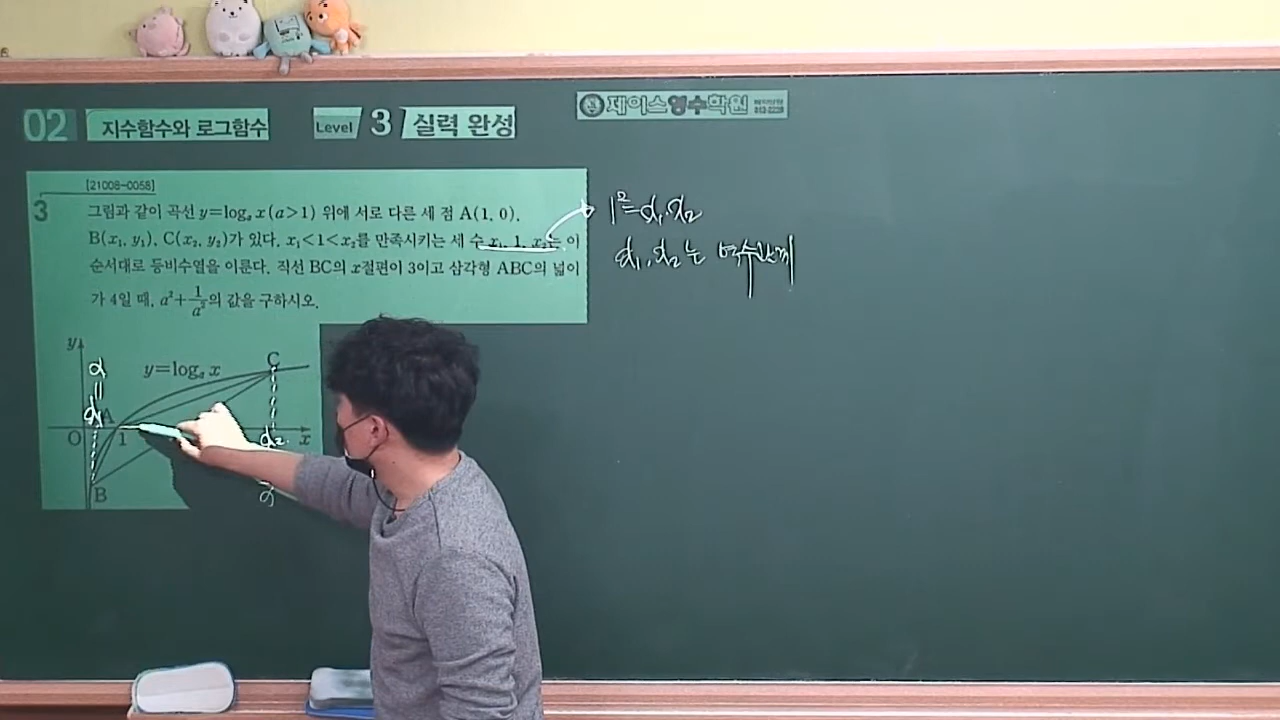 02 지수함수와 로그함수 Level 3 실력 완성
제이스영수학원
[21008-0058]
3 그림과 같이 곡선 y=logₐ x(a>1) 위에 서로 다른 세 점 A(1, 0),
B(x₁, y₁), C(x₂, y₂)가 있다. x₁<1<x₂를 만족시키는 세 수 x₁, 1, x₂는 이
순서대로 등비수열을 이룬다. 직선 BC의 x절편이 3이고 삼각형 ABC의 넓이
가 4일 때, a²+1/a²의 값을 구하시오.
1²=x₁·x₂
x₁, x₂는 역수관계
y
y=logₐ x
C
A
O
1
x₂
x
B